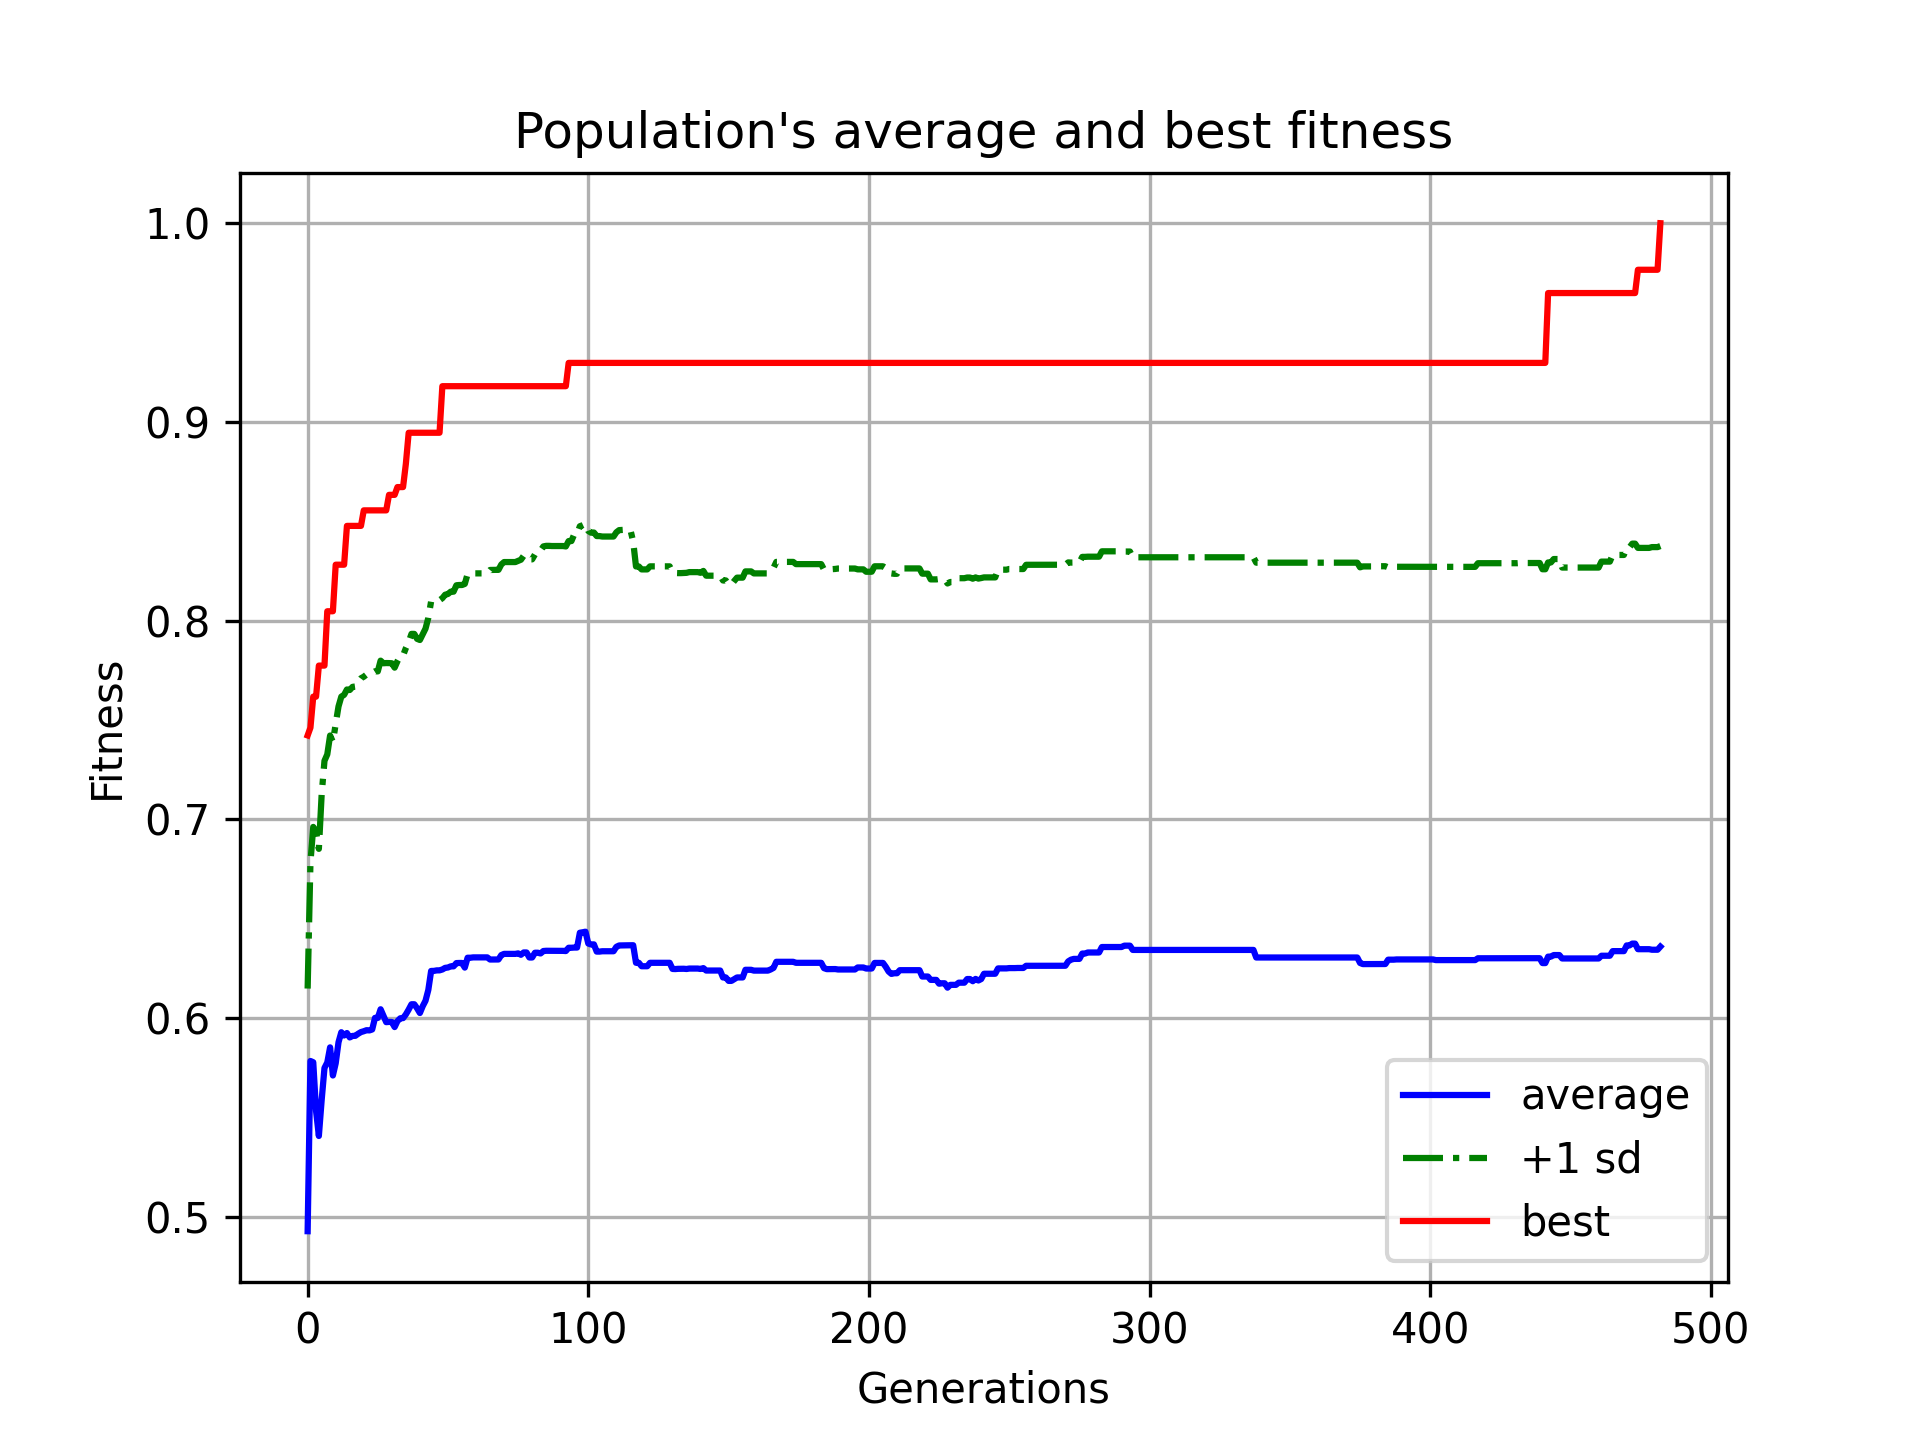 Population's average and best fitness
1.0
0.9
0.8
0.7
0.6
0.5
Fitness
average
+1 sd
best
0 100 200 300 400 500
Generations